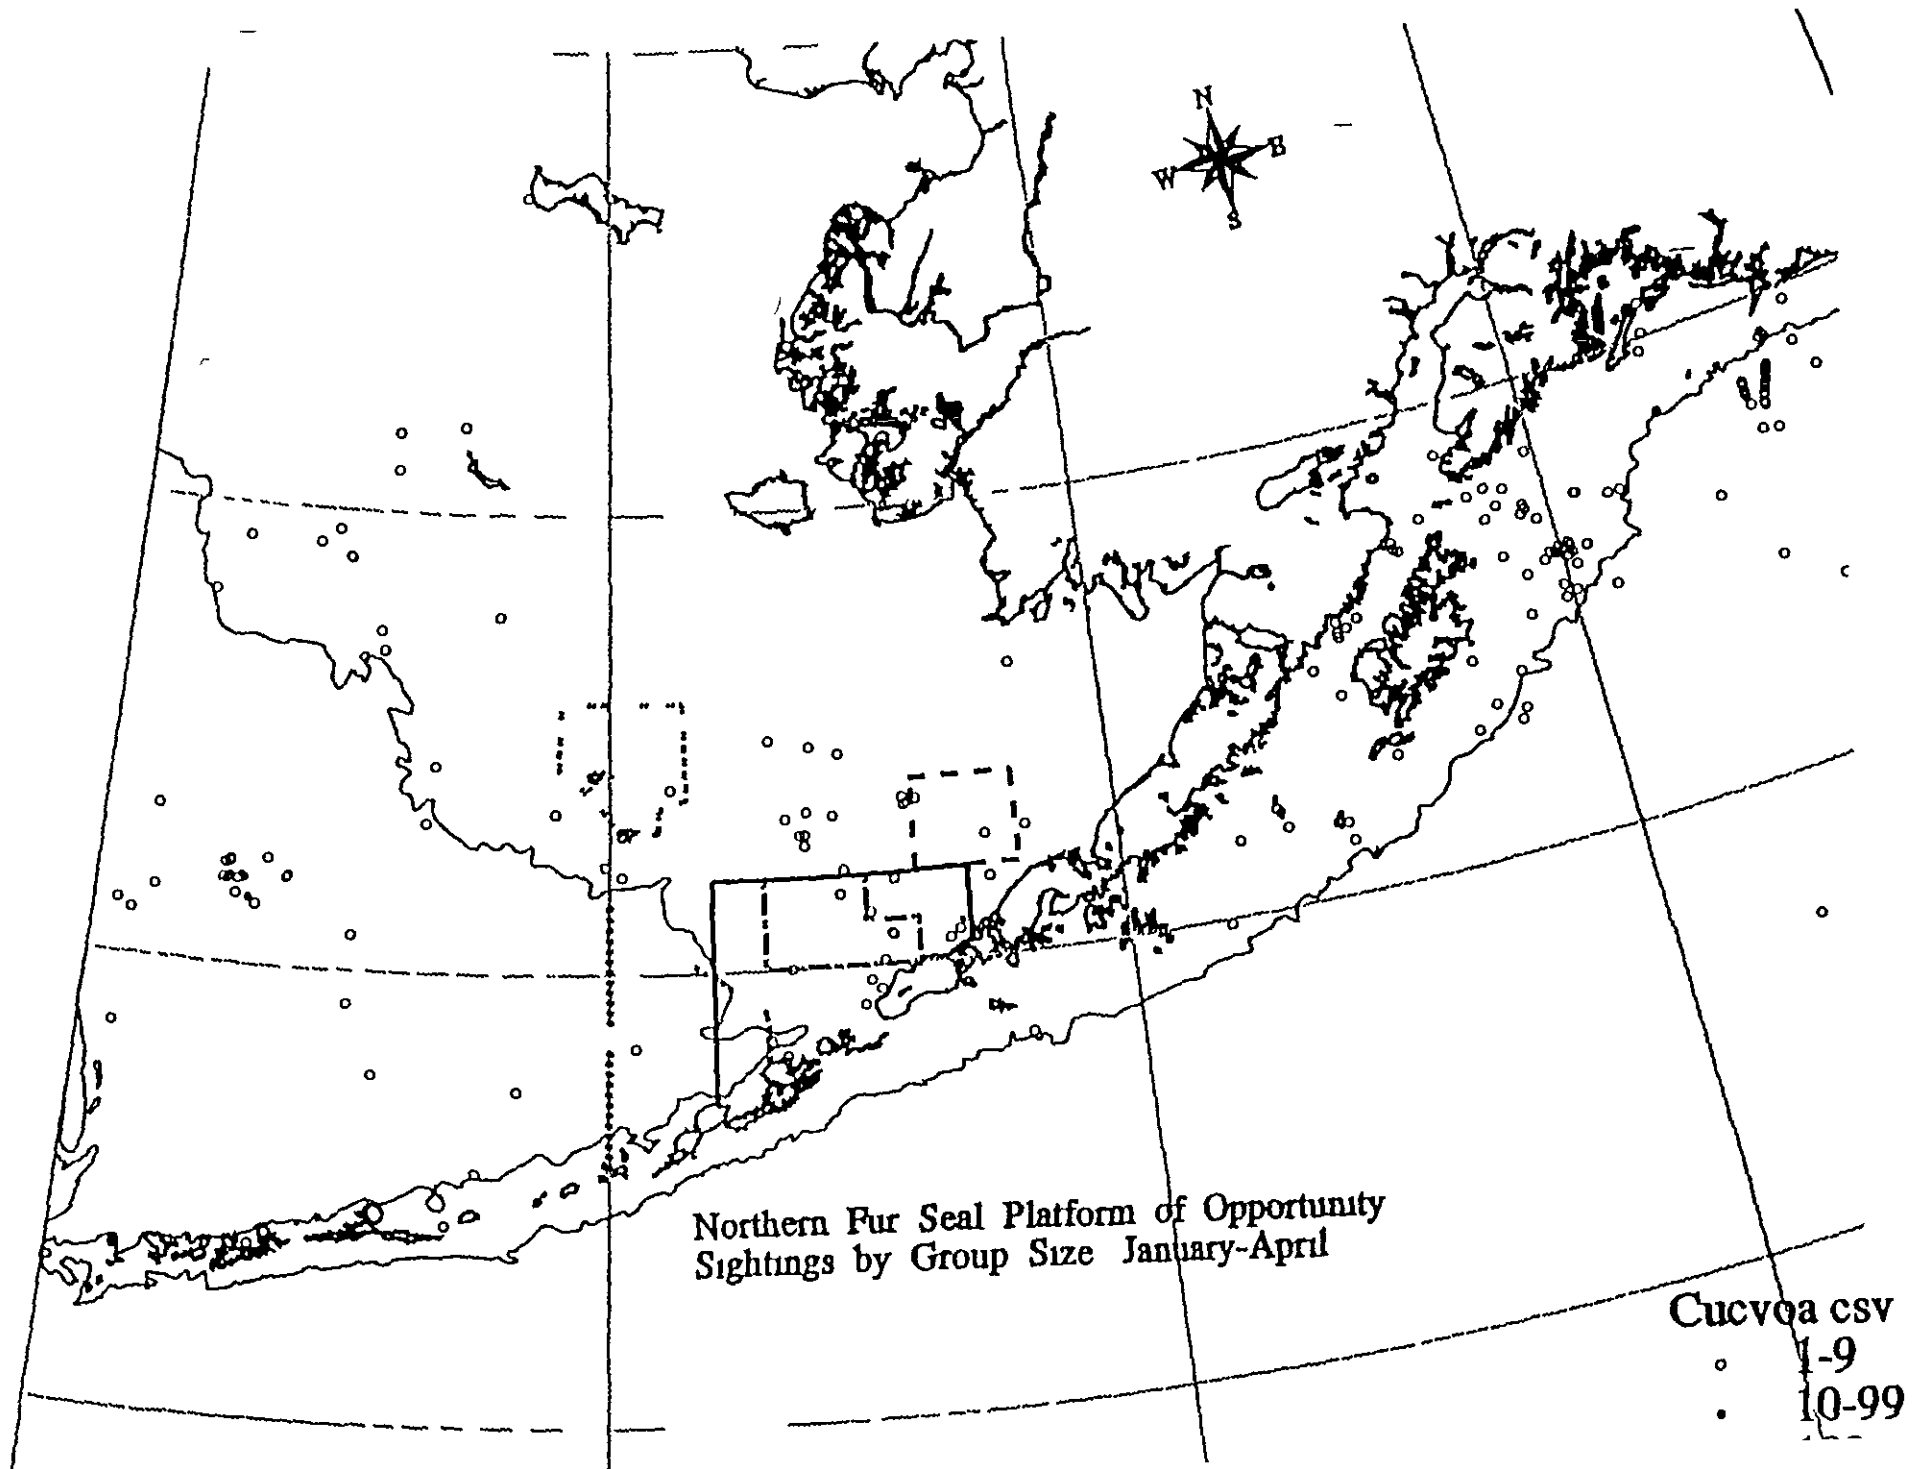 N
W E
S
Northern Fur Seal Platform of Opportunity
Sightings by Group Size January-April
Cucvoa csv
1-9
10-99